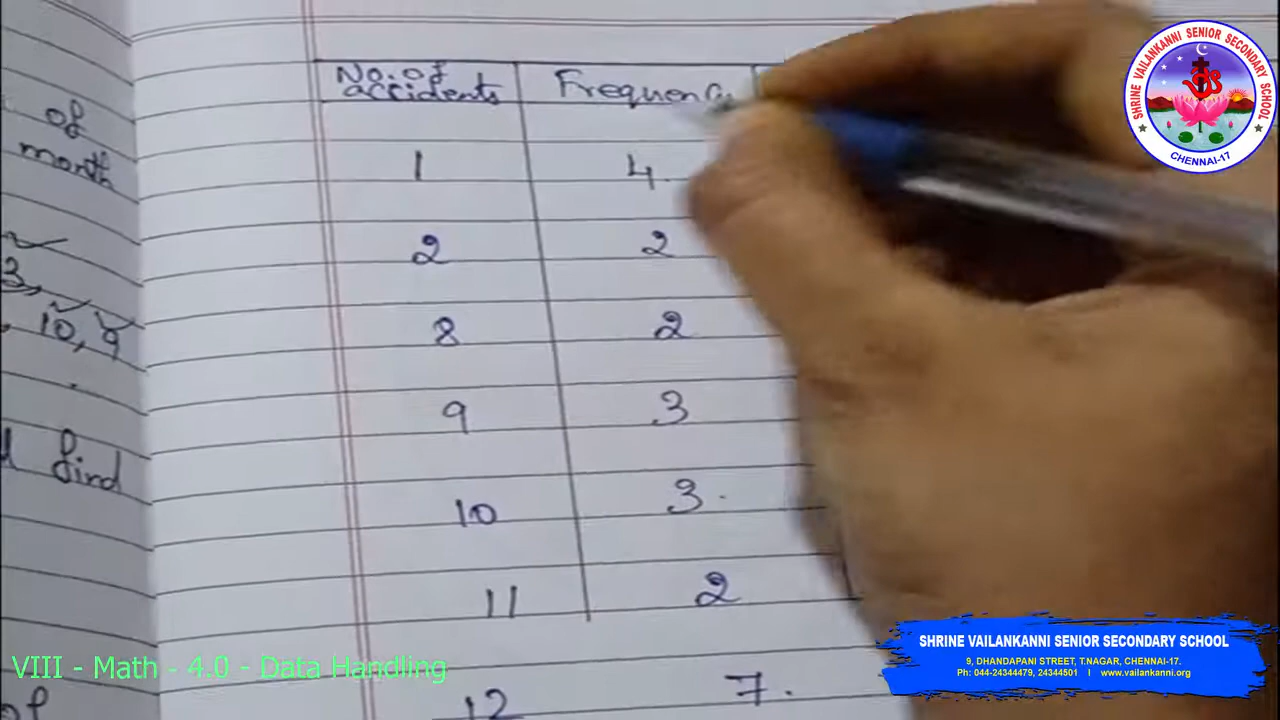 of
month
3,
10, 9
find
of
No. of
accidents Frequency
1 4.
2 2
8 2
9 3
10 3.
11 2
12 7.
SHRINE VAILANKANNI SENIOR SECONDARY SCHOOL
CHENNAI-17
VIII - Math - 4.0 - Data Handling
SHRINE VAILANKANNI SENIOR SECONDARY SCHOOL
9, DHANDAPANI STREET, T.NAGAR, CHENNAI-17.
Ph: 044-24344479, 24344501 I www.vailankanni.org